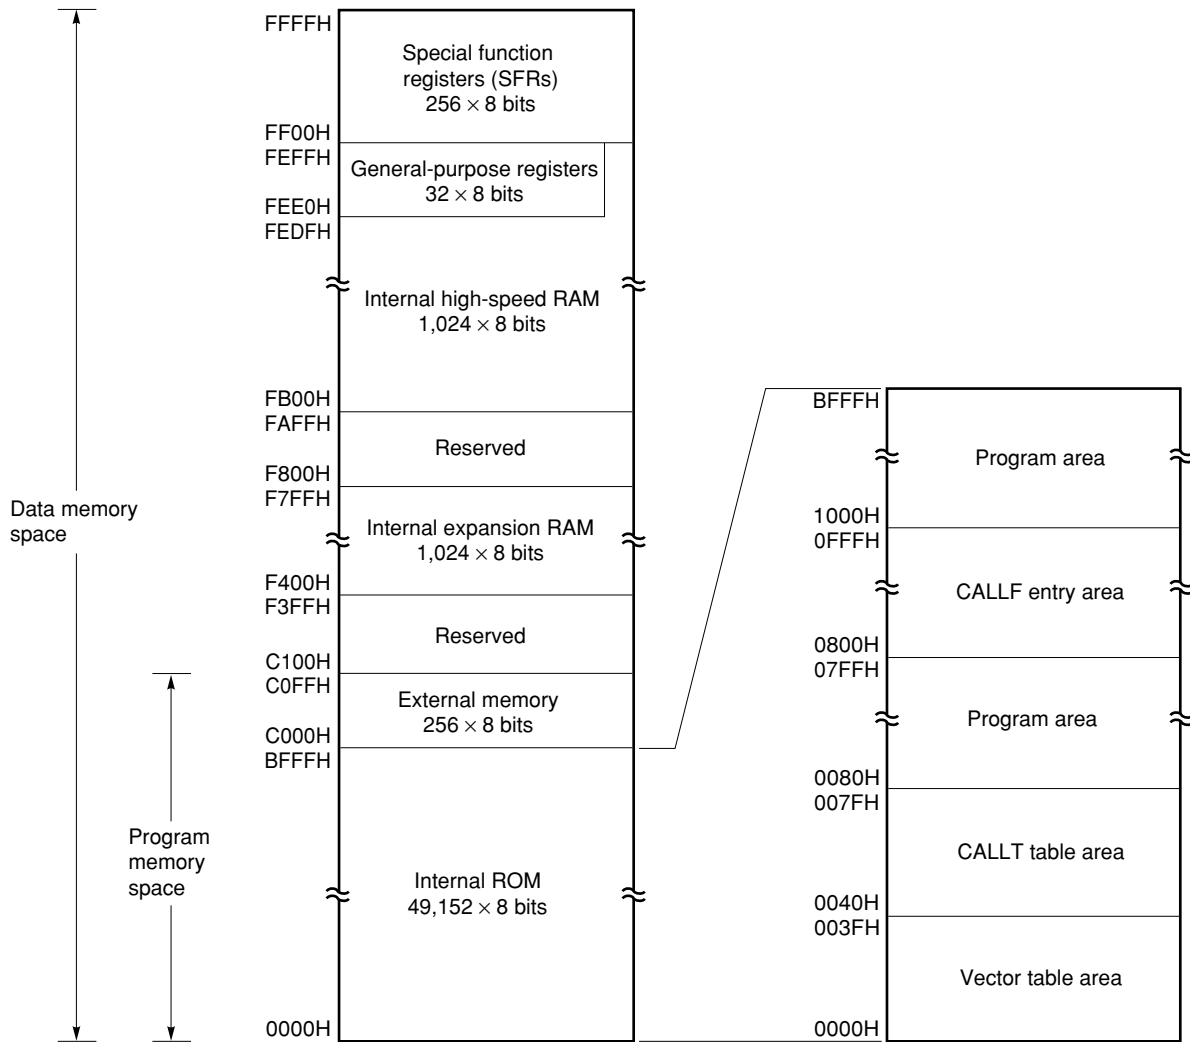 FFFFH
Special function
registers (SFRs)
256 × 8 bits
FF00H
FEFFH
General-purpose registers
32 × 8 bits
FEE0H
FEDFH
Internal high-speed RAM
1,024 × 8 bits
FB00H
FAFFH
Reserved
F800H
F7FFH
Data memory
space
Internal expansion RAM
1,024 × 8 bits
F400H
F3FFH
Reserved
C100H
C0FFH
External memory
256 × 8 bits
C000H
BFFFH
Program
memory
space
Internal ROM
49,152 × 8 bits
0000H
BFFFH
Program area
1000H
0FFFH
CALLF entry area
0800H
07FFH
Program area
0080H
007FH
CALLT table area
0040H
003FH
Vector table area
0000H